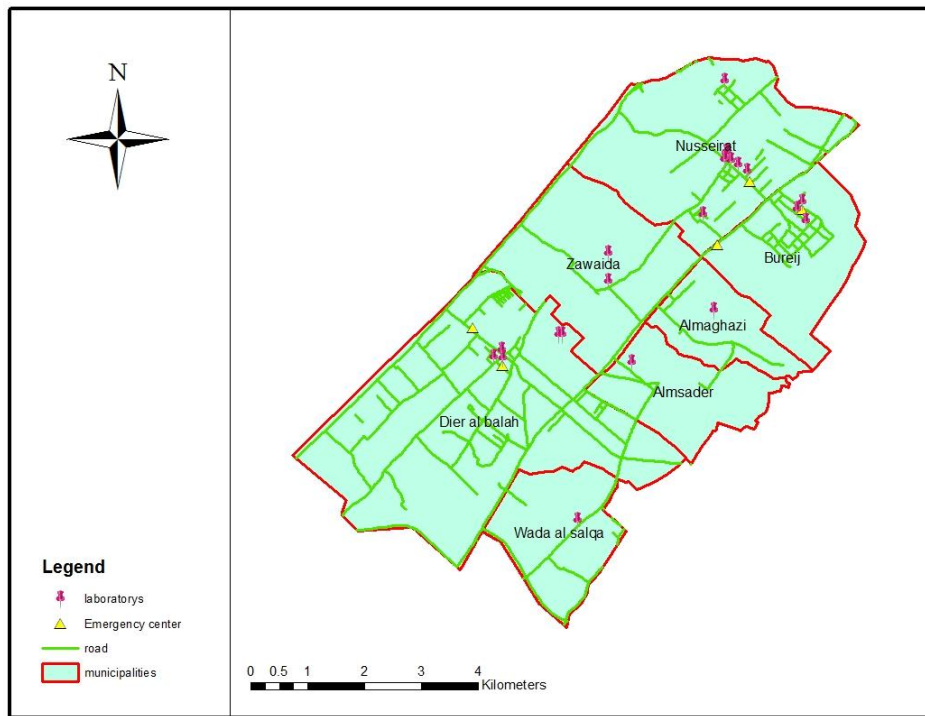 N
Nusseirat
Bureij
Zawaida
Almaghazi
Almsader
Dier al balah
Wada al salqa
Legend
laboratorys
Emergency center
road
municipalities
0 0.5 1 2 3 4
Kilometers